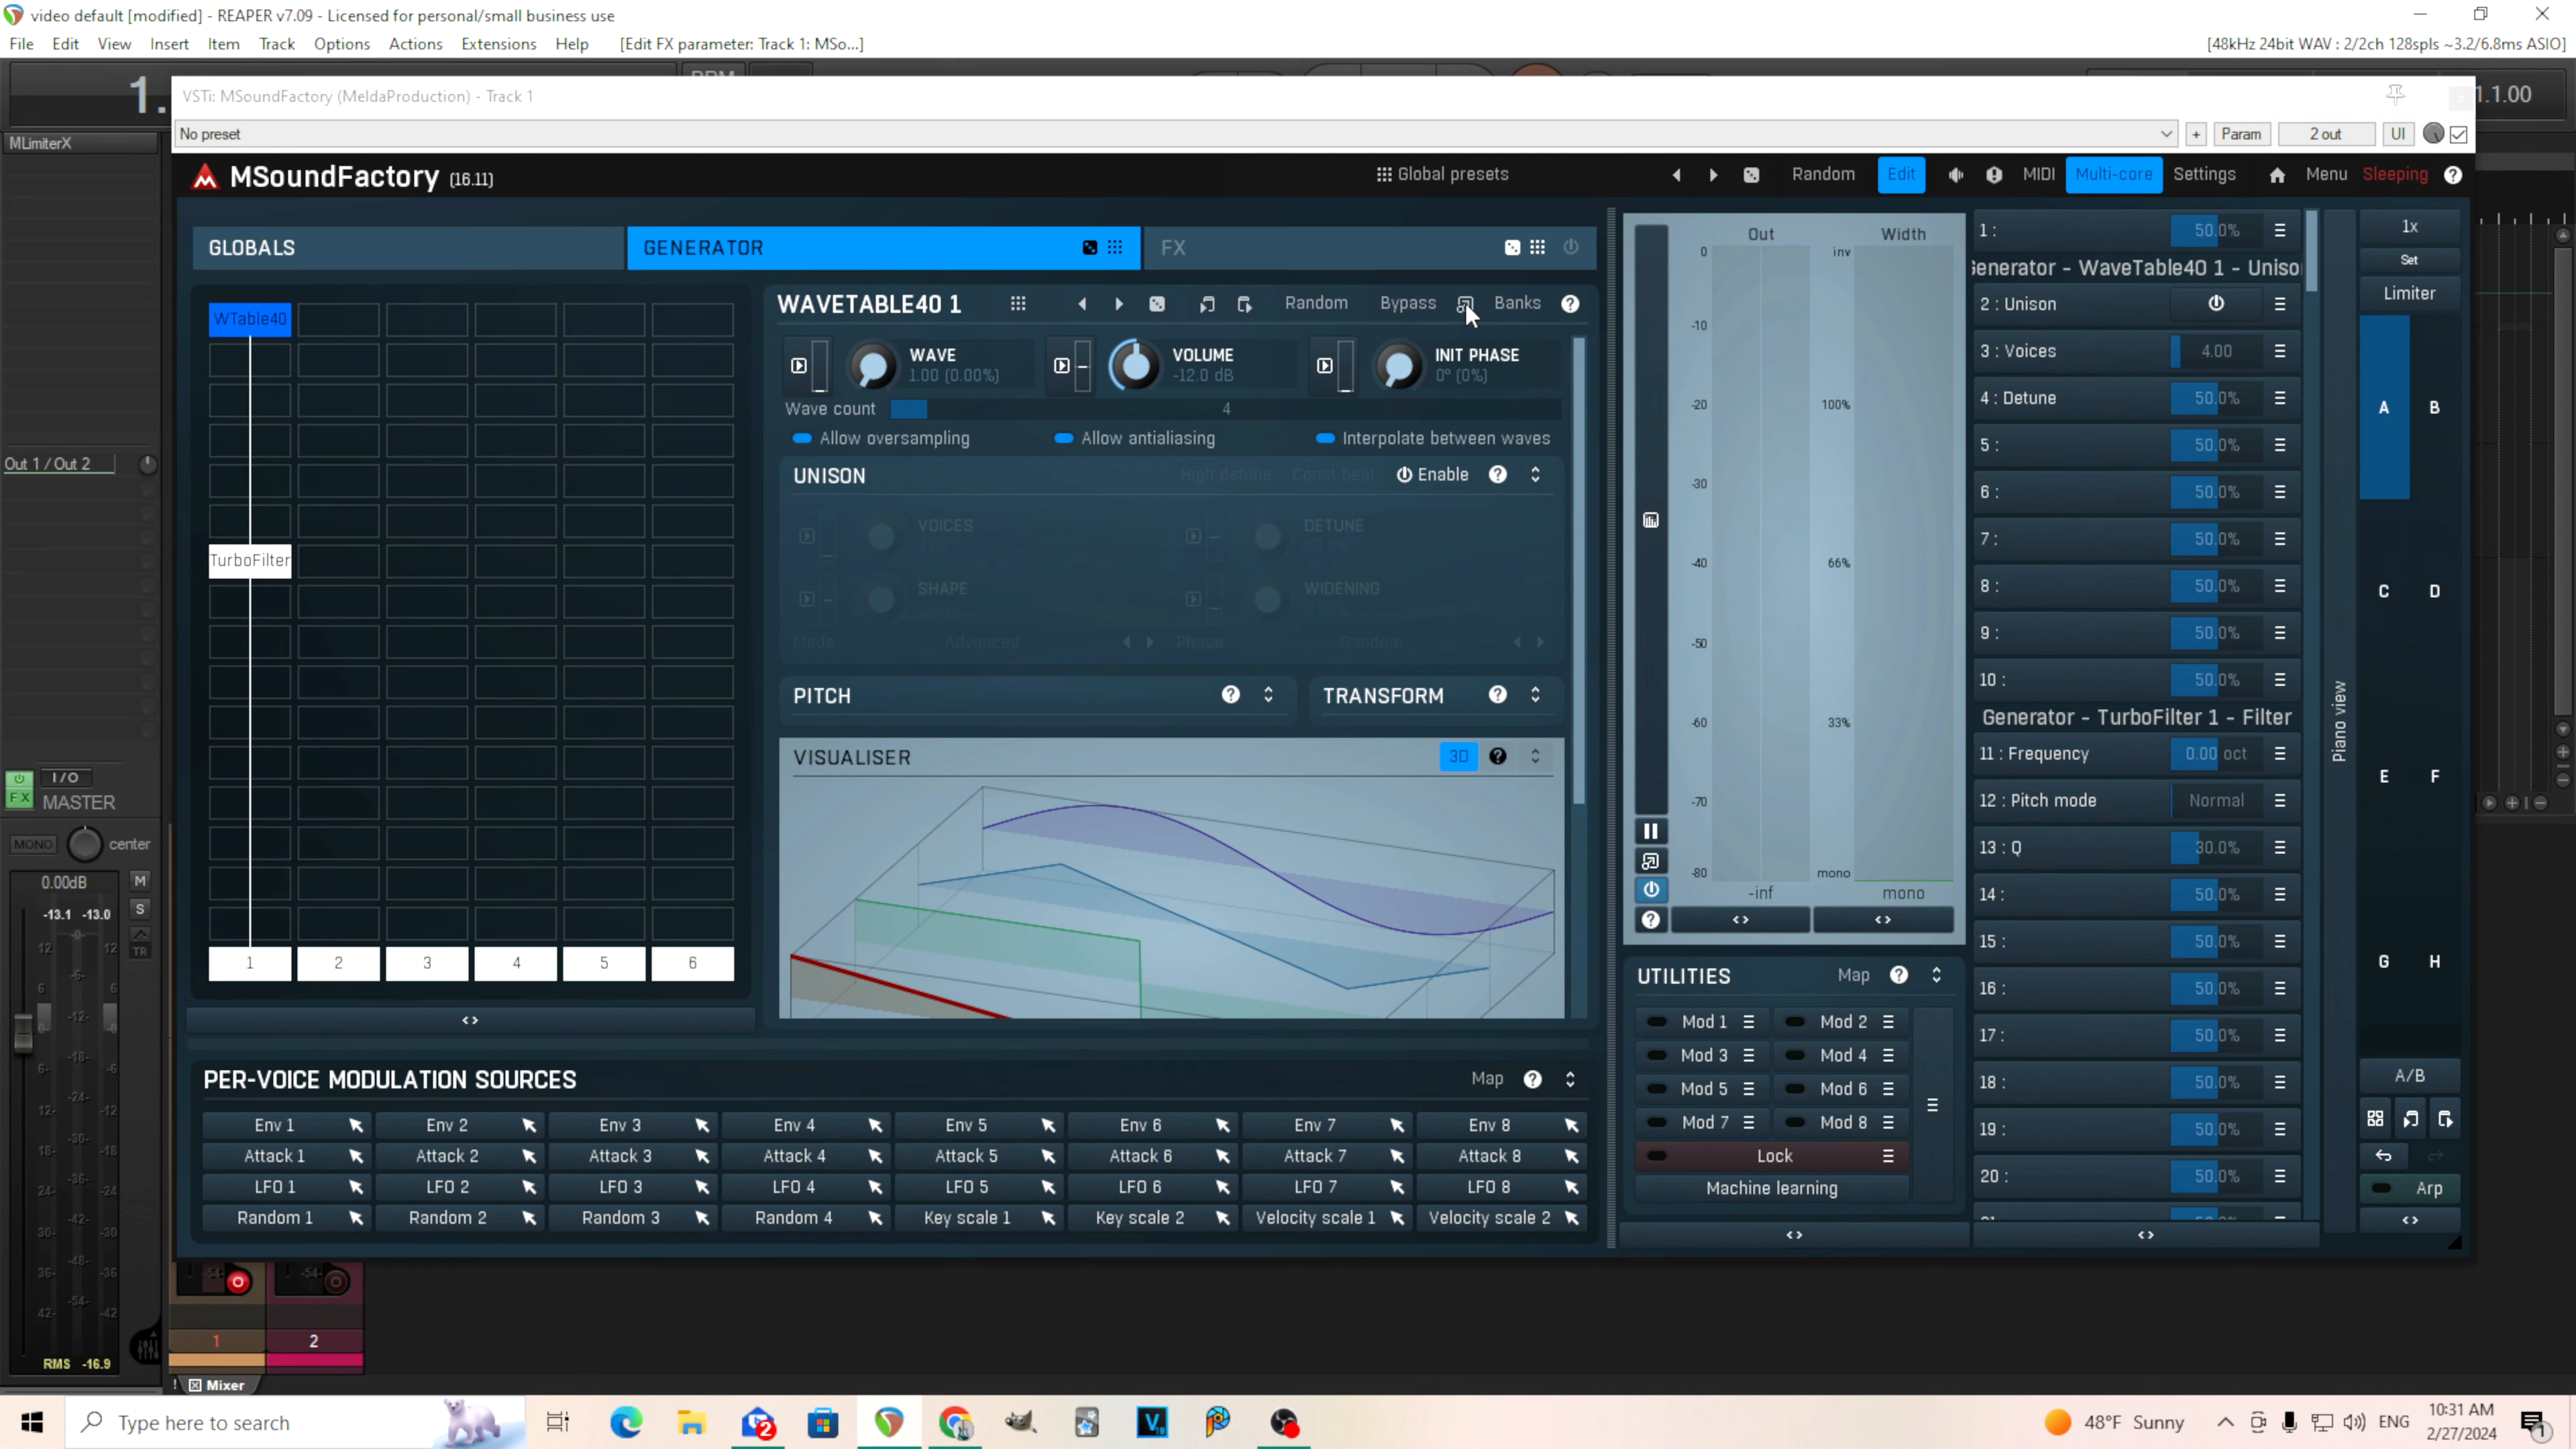 video default [modified] - REAPER v7.09 - Licensed for personal/small business use
File Edit View Insert Item Track Options Actions Extensions Help [Edit FX parameter: Track 1: MSo...]
[48kHz 24bit WAV : 2/2ch 128spls ~3.2/6.8ms ASIO]
1.
1.1.00
VSTi: MSoundFactory (MeldaProduction) - Track 1
No preset
+ Param 2 out UI
MLimiterX
Out 1 / Out 2
I/O
FX
MASTER
MONO center
0.00dB M
-13.1 -13.0
S
TR
RMS -16.9
MSoundFactory (16.11)
Global presets
Random Edit MIDI Multi-core Settings Menu Sleeping
GLOBALS GENERATOR FX
WTable40
TurboFilter
1 2 3 4 5 6
WAVETABLE40 1 Random Bypass Banks
WAVE
1.00 (0.00%)
VOLUME
-12.0 dB
INIT PHASE
0° (0%)
Wave count 4
Allow oversampling Allow antialiasing Interpolate between waves
UNISON High detune Const beat Enable
VOICES DETUNE
SHAPE WIDENING
Mode Advanced Phase Random
PITCH TRANSFORM
VISUALISER 3D
PER-VOICE MODULATION SOURCES Map
Env 1 Env 2 Env 3 Env 4 Env 5 Env 6 Env 7 Env 8
Attack 1 Attack 2 Attack 3 Attack 4 Attack 5 Attack 6 Attack 7 Attack 8
LFO 1 LFO 2 LFO 3 LFO 4 LFO 5 LFO 6 LFO 7 LFO 8
Random 1 Random 2 Random 3 Random 4 Key scale 1 Key scale 2 Velocity scale 1 Velocity scale 2
Out Width
0 inv
-10
-20 100%
-30
-40 66%
-50
-60 33%
-70
-80 mono
-inf mono
UTILITIES Map
Mod 1 Mod 2
Mod 3 Mod 4
Mod 5 Mod 6
Mod 7 Mod 8
Lock
Machine learning
1 : 50.0%
Generator - WaveTable40 1 - Uniso
2 : Unison
3 : Voices 4.00
4 : Detune 50.0%
5 : 50.0%
6 : 50.0%
7 : 50.0%
8 : 50.0%
9 : 50.0%
10 : 50.0%
Generator - TurboFilter 1 - Filter
11 : Frequency 0.00 oct
12 : Pitch mode Normal
13 : Q 30.0%
14 : 50.0%
15 : 50.0%
16 : 50.0%
17 : 50.0%
18 : 50.0%
19 : 50.0%
20 : 50.0%
Piano view
1x
Set
Limiter
A B
C D
E F
G H
A/B
Arp
1 2
Mixer
Type here to search
48°F Sunny
ENG
10:31 AM
2/27/2024